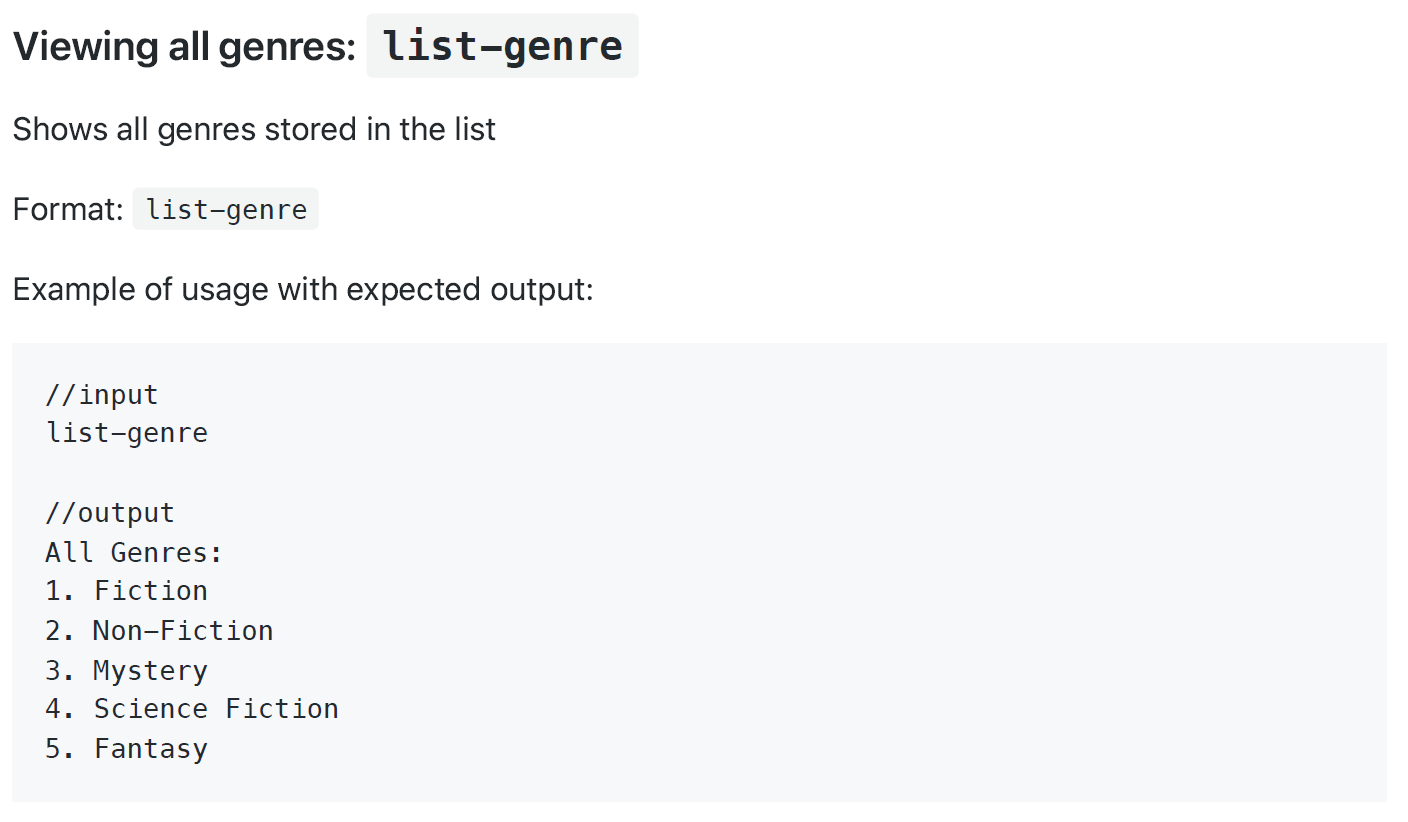 Viewing all genres: list-genre
Shows all genres stored in the list
Format: list-genre
Example of usage with expected output:
//input
list-genre
//output
All Genres:
1. Fiction
2. Non-Fiction
3. Mystery
4. Science Fiction
5. Fantasy